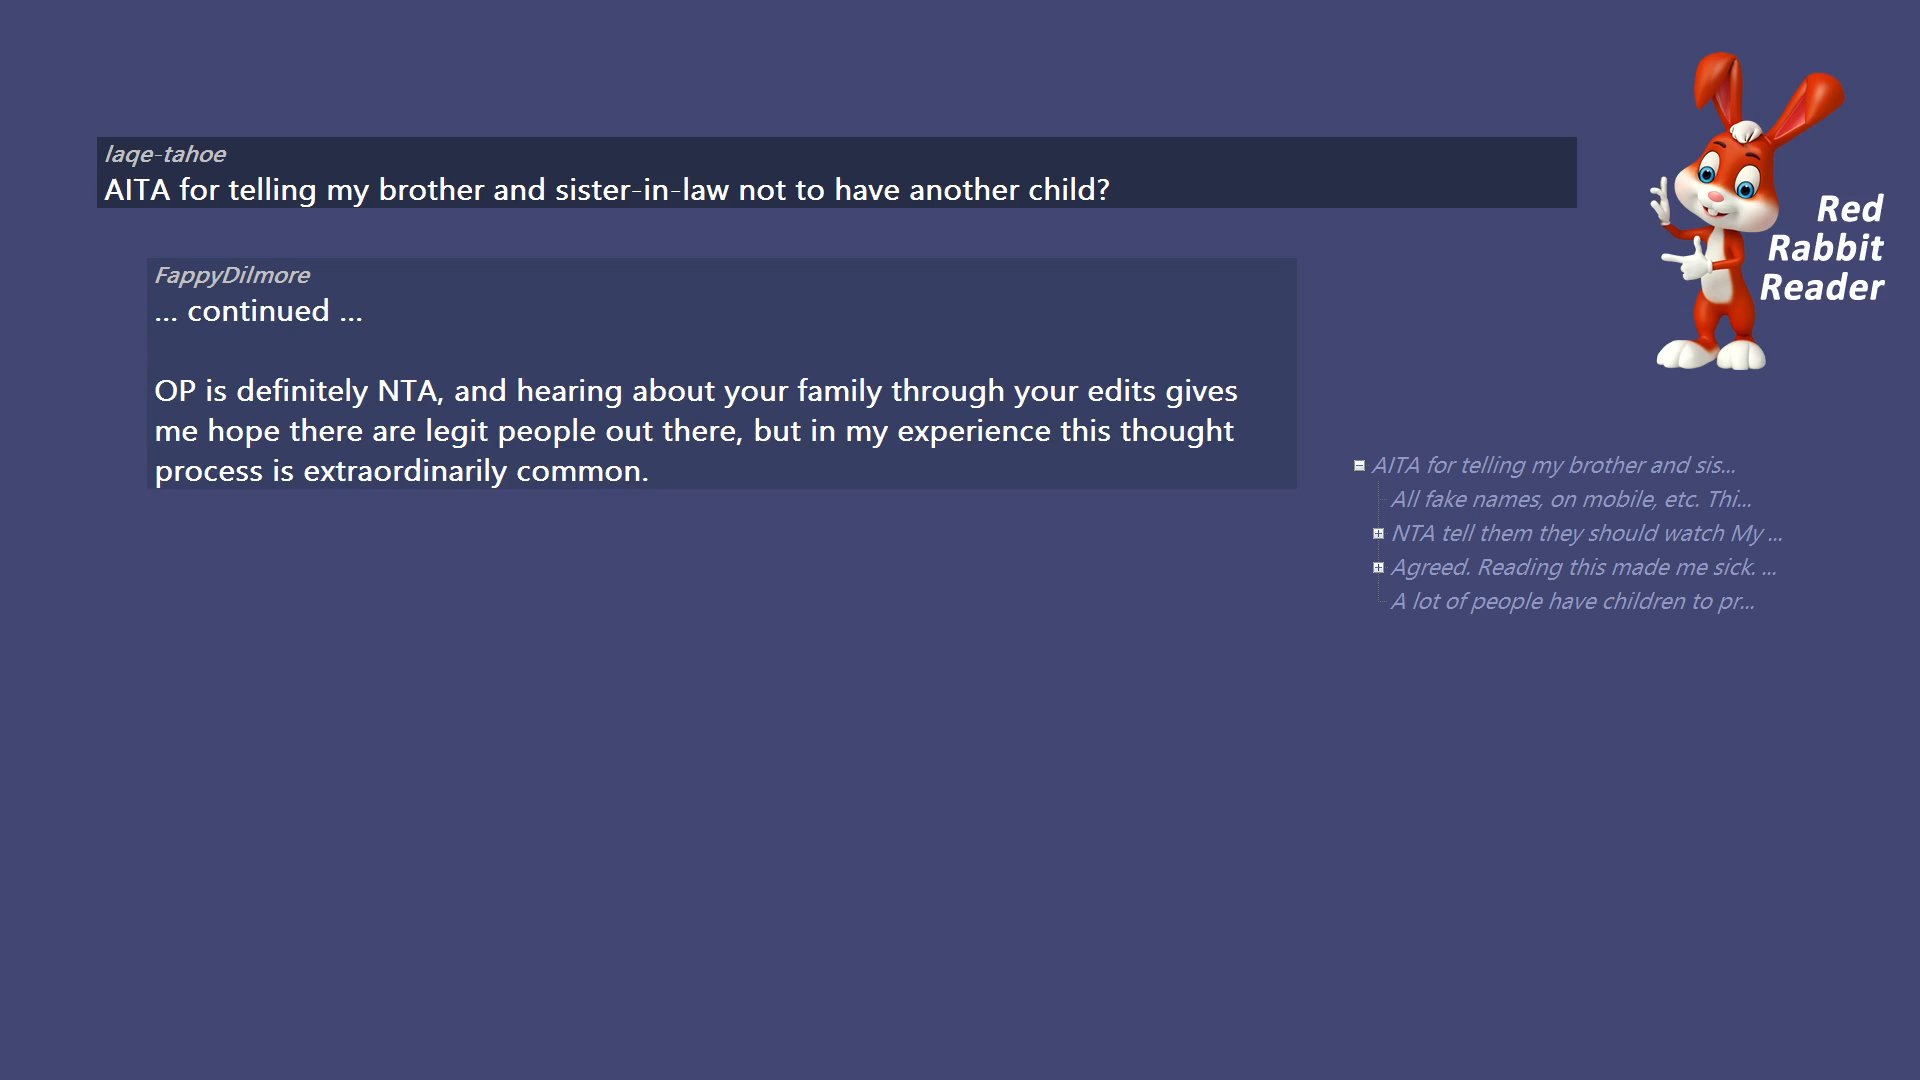 laqe-tahoe
AITA for telling my brother and sister-in-law not to have another child?
FappyDilmore
... continued ...
OP is definitely NTA, and hearing about your family through your edits gives
me hope there are legit people out there, but in my experience this thought
process is extraordinarily common.
Red
Rabbit
Reader
AITA for telling my brother and sis...
All fake names, on mobile, etc. Thi...
NTA tell them they should watch My ...
Agreed. Reading this made me sick. ...
A lot of people have children to pr...